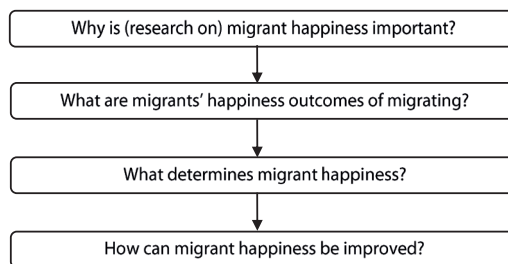 Why is (research on) migrant happiness important?
What are migrants’ happiness outcomes of migrating?
What determines migrant happiness?
How can migrant happiness be improved?